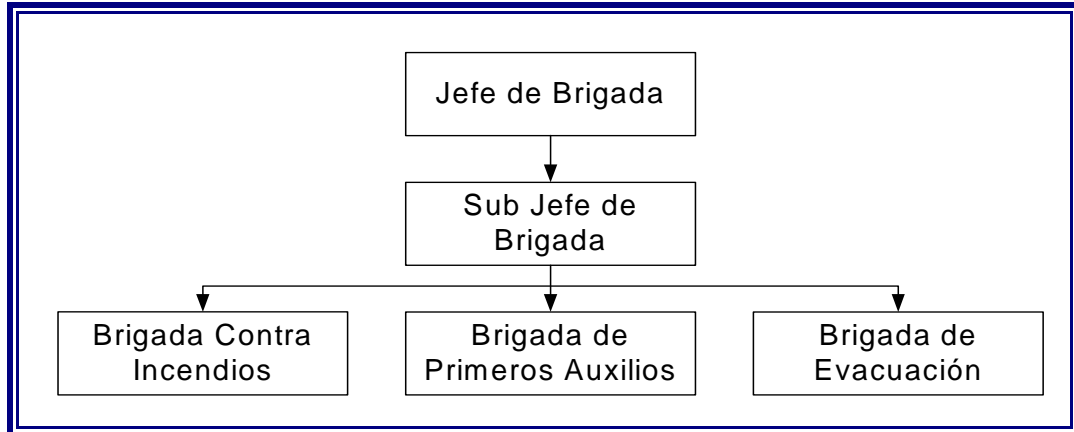 Jefe de Brigada
Sub Jefe de
Brigada
Brigada Contra
Incendios
Brigada de
Primeros Auxilios
Brigada de
Evacuación